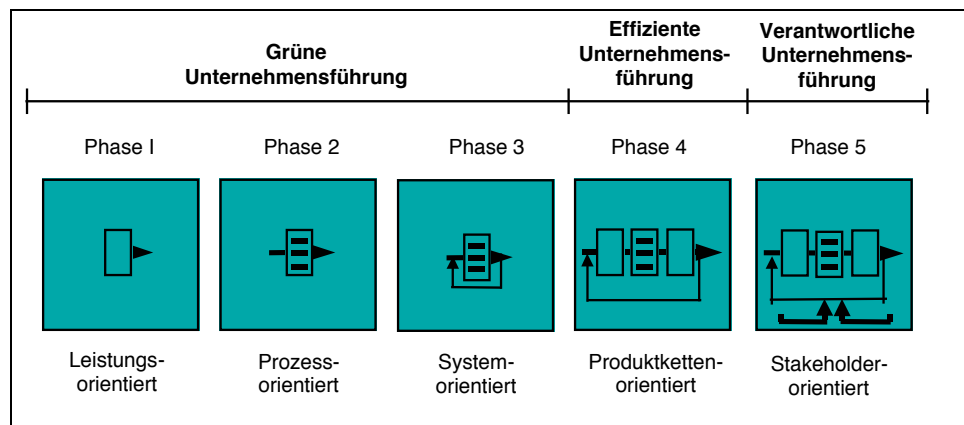 Grüne
Unternehmensführung
Effiziente
Unternehmens-
führung
Verantwortliche
Unternehmens-
führung
Phase I
Phase 2
Phase 3
Phase 4
Phase 5
Leistungs-
orientiert
Prozess-
orientiert
System-
orientiert
Produktketten-
orientiert
Stakeholder-
orientiert